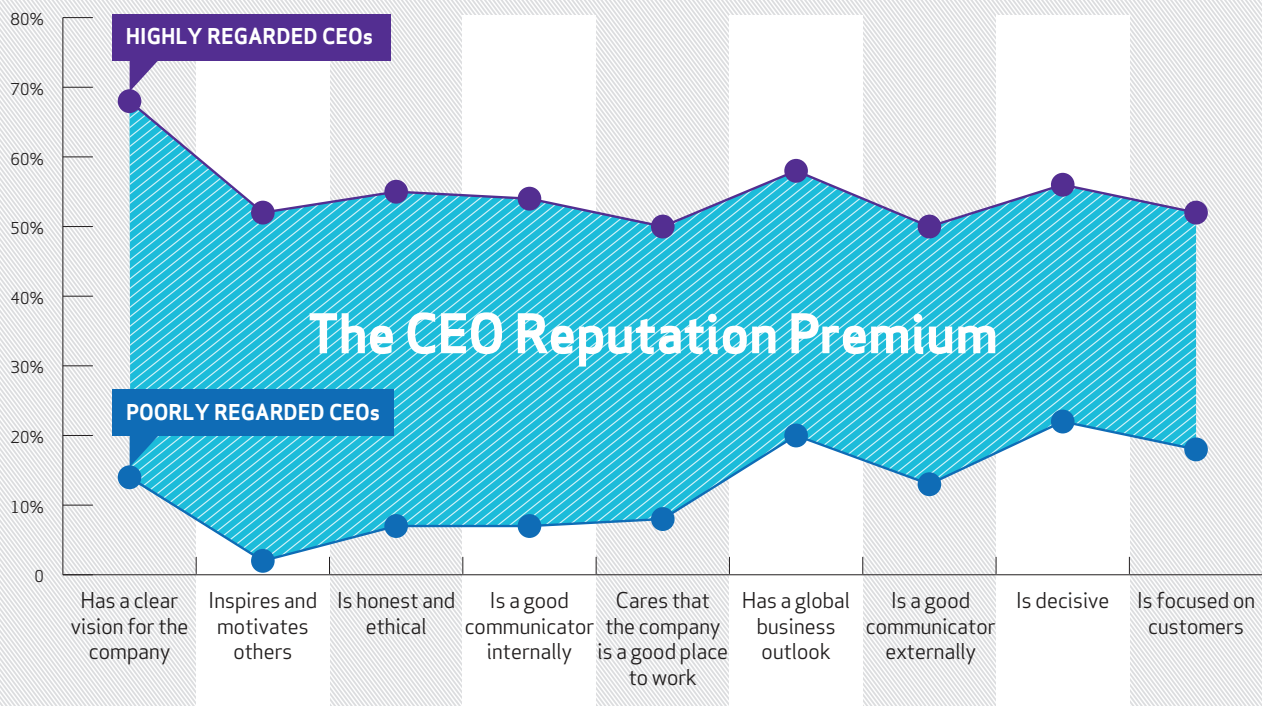 80%
HIGHLY REGARDED CEOs
70%
60%
50%
40%
The CEO Reputation Premium
30%
POORLY REGARDED CEOs
20%
10%
0
Has a clear
vision for the
company
Inspires and
motivates
others
Is honest and
ethical
Is a good
communicator
internally
Cares that
the company
is a good place
to work
Has a global
business
outlook
Is a good
communicator
externally
Is decisive
Is focused on
customers